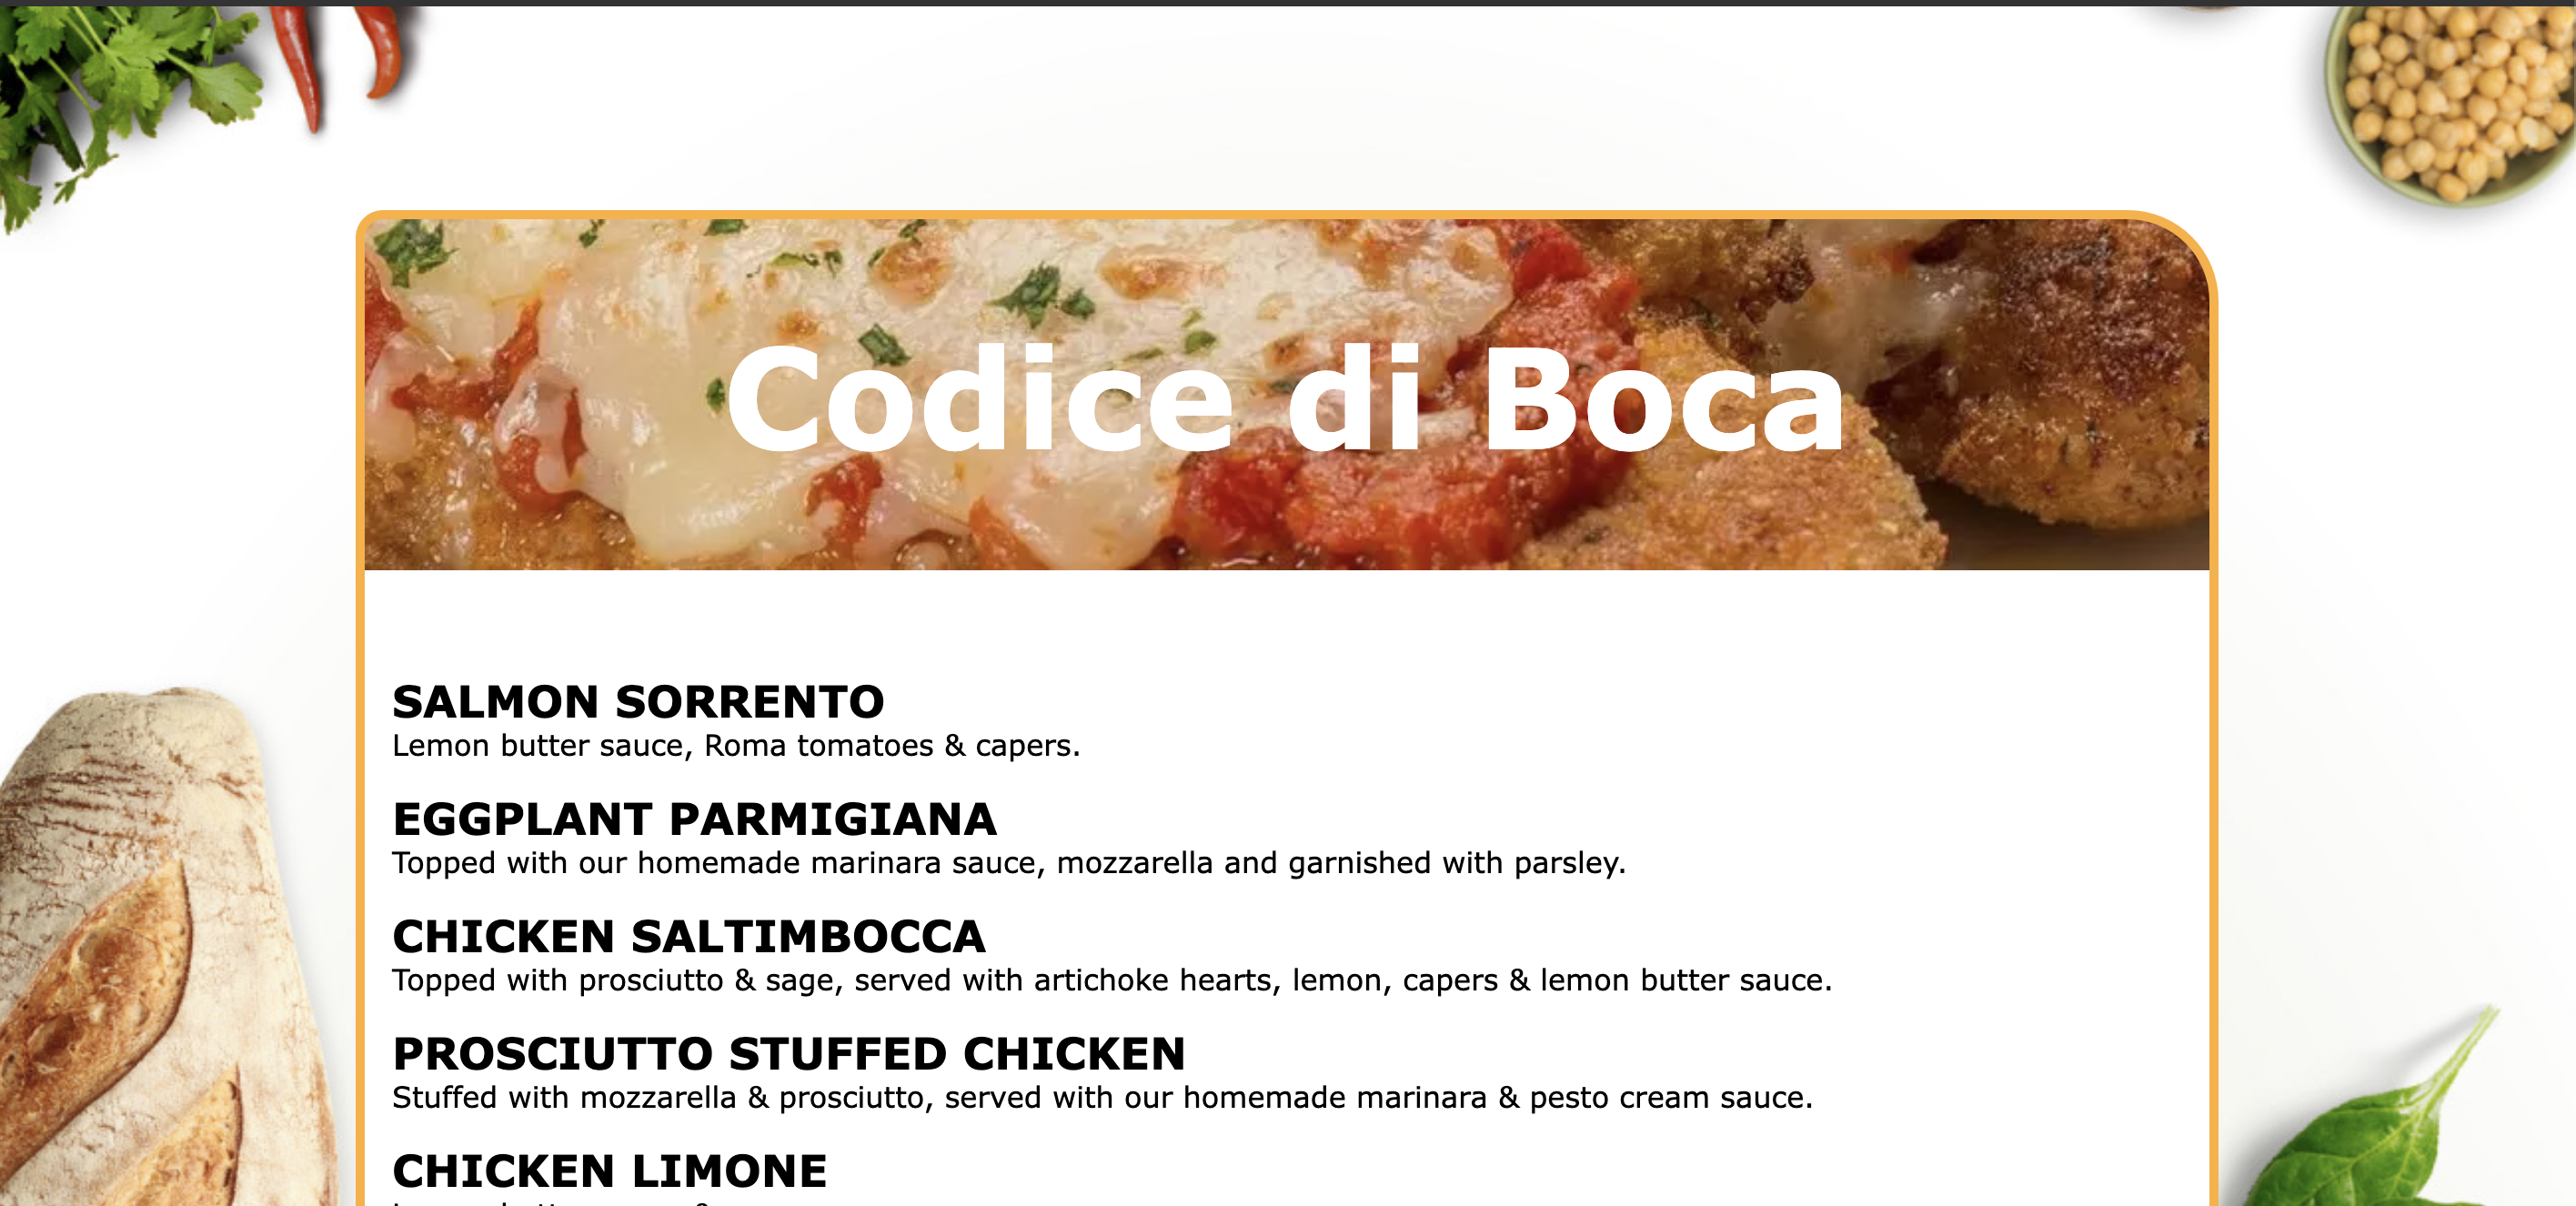 Codice di Boca
SALMON SORRENTO
Lemon butter sauce, Roma tomatoes & capers.
EGGPLANT PARMIGIANA
Topped with our homemade marinara sauce, mozzarella and garnished with parsley.
CHICKEN SALTIMBOCCA
Topped with prosciutto & sage, served with artichoke hearts, lemon, capers & lemon butter sauce.
PROSCIUTTO STUFFED CHICKEN
Stuffed with mozzarella & prosciutto, served with our homemade marinara & pesto cream sauce.
CHICKEN LIMONE